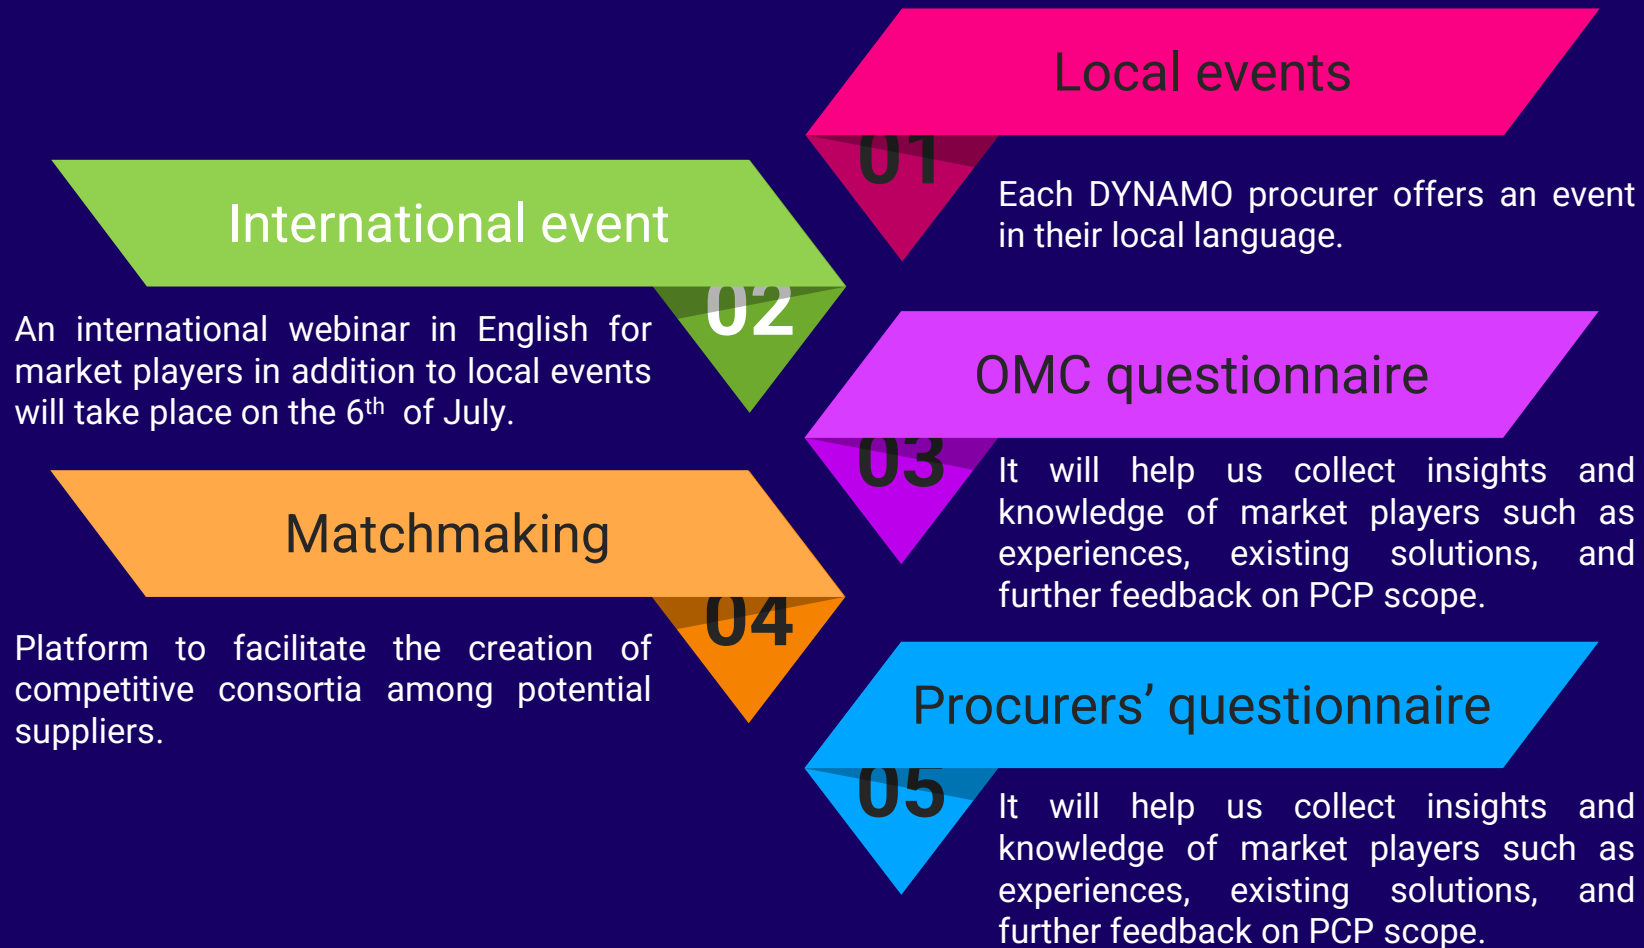 Local events
01
Each DYNAMO procurer offers an event
in their local language.
International event
02
An international webinar in English for
market players in addition to local events
will take place on the 6th of July.
OMC questionnaire
03
It will help us collect insights and
knowledge of market players such as
experiences, existing solutions, and
further feedback on PCP scope.
Matchmaking
04
Platform to facilitate the creation of
competitive consortia among potential
suppliers.
Procurers’ questionnaire
05
It will help us collect insights and
knowledge of market players such as
experiences, existing solutions, and
further feedback on PCP scope.